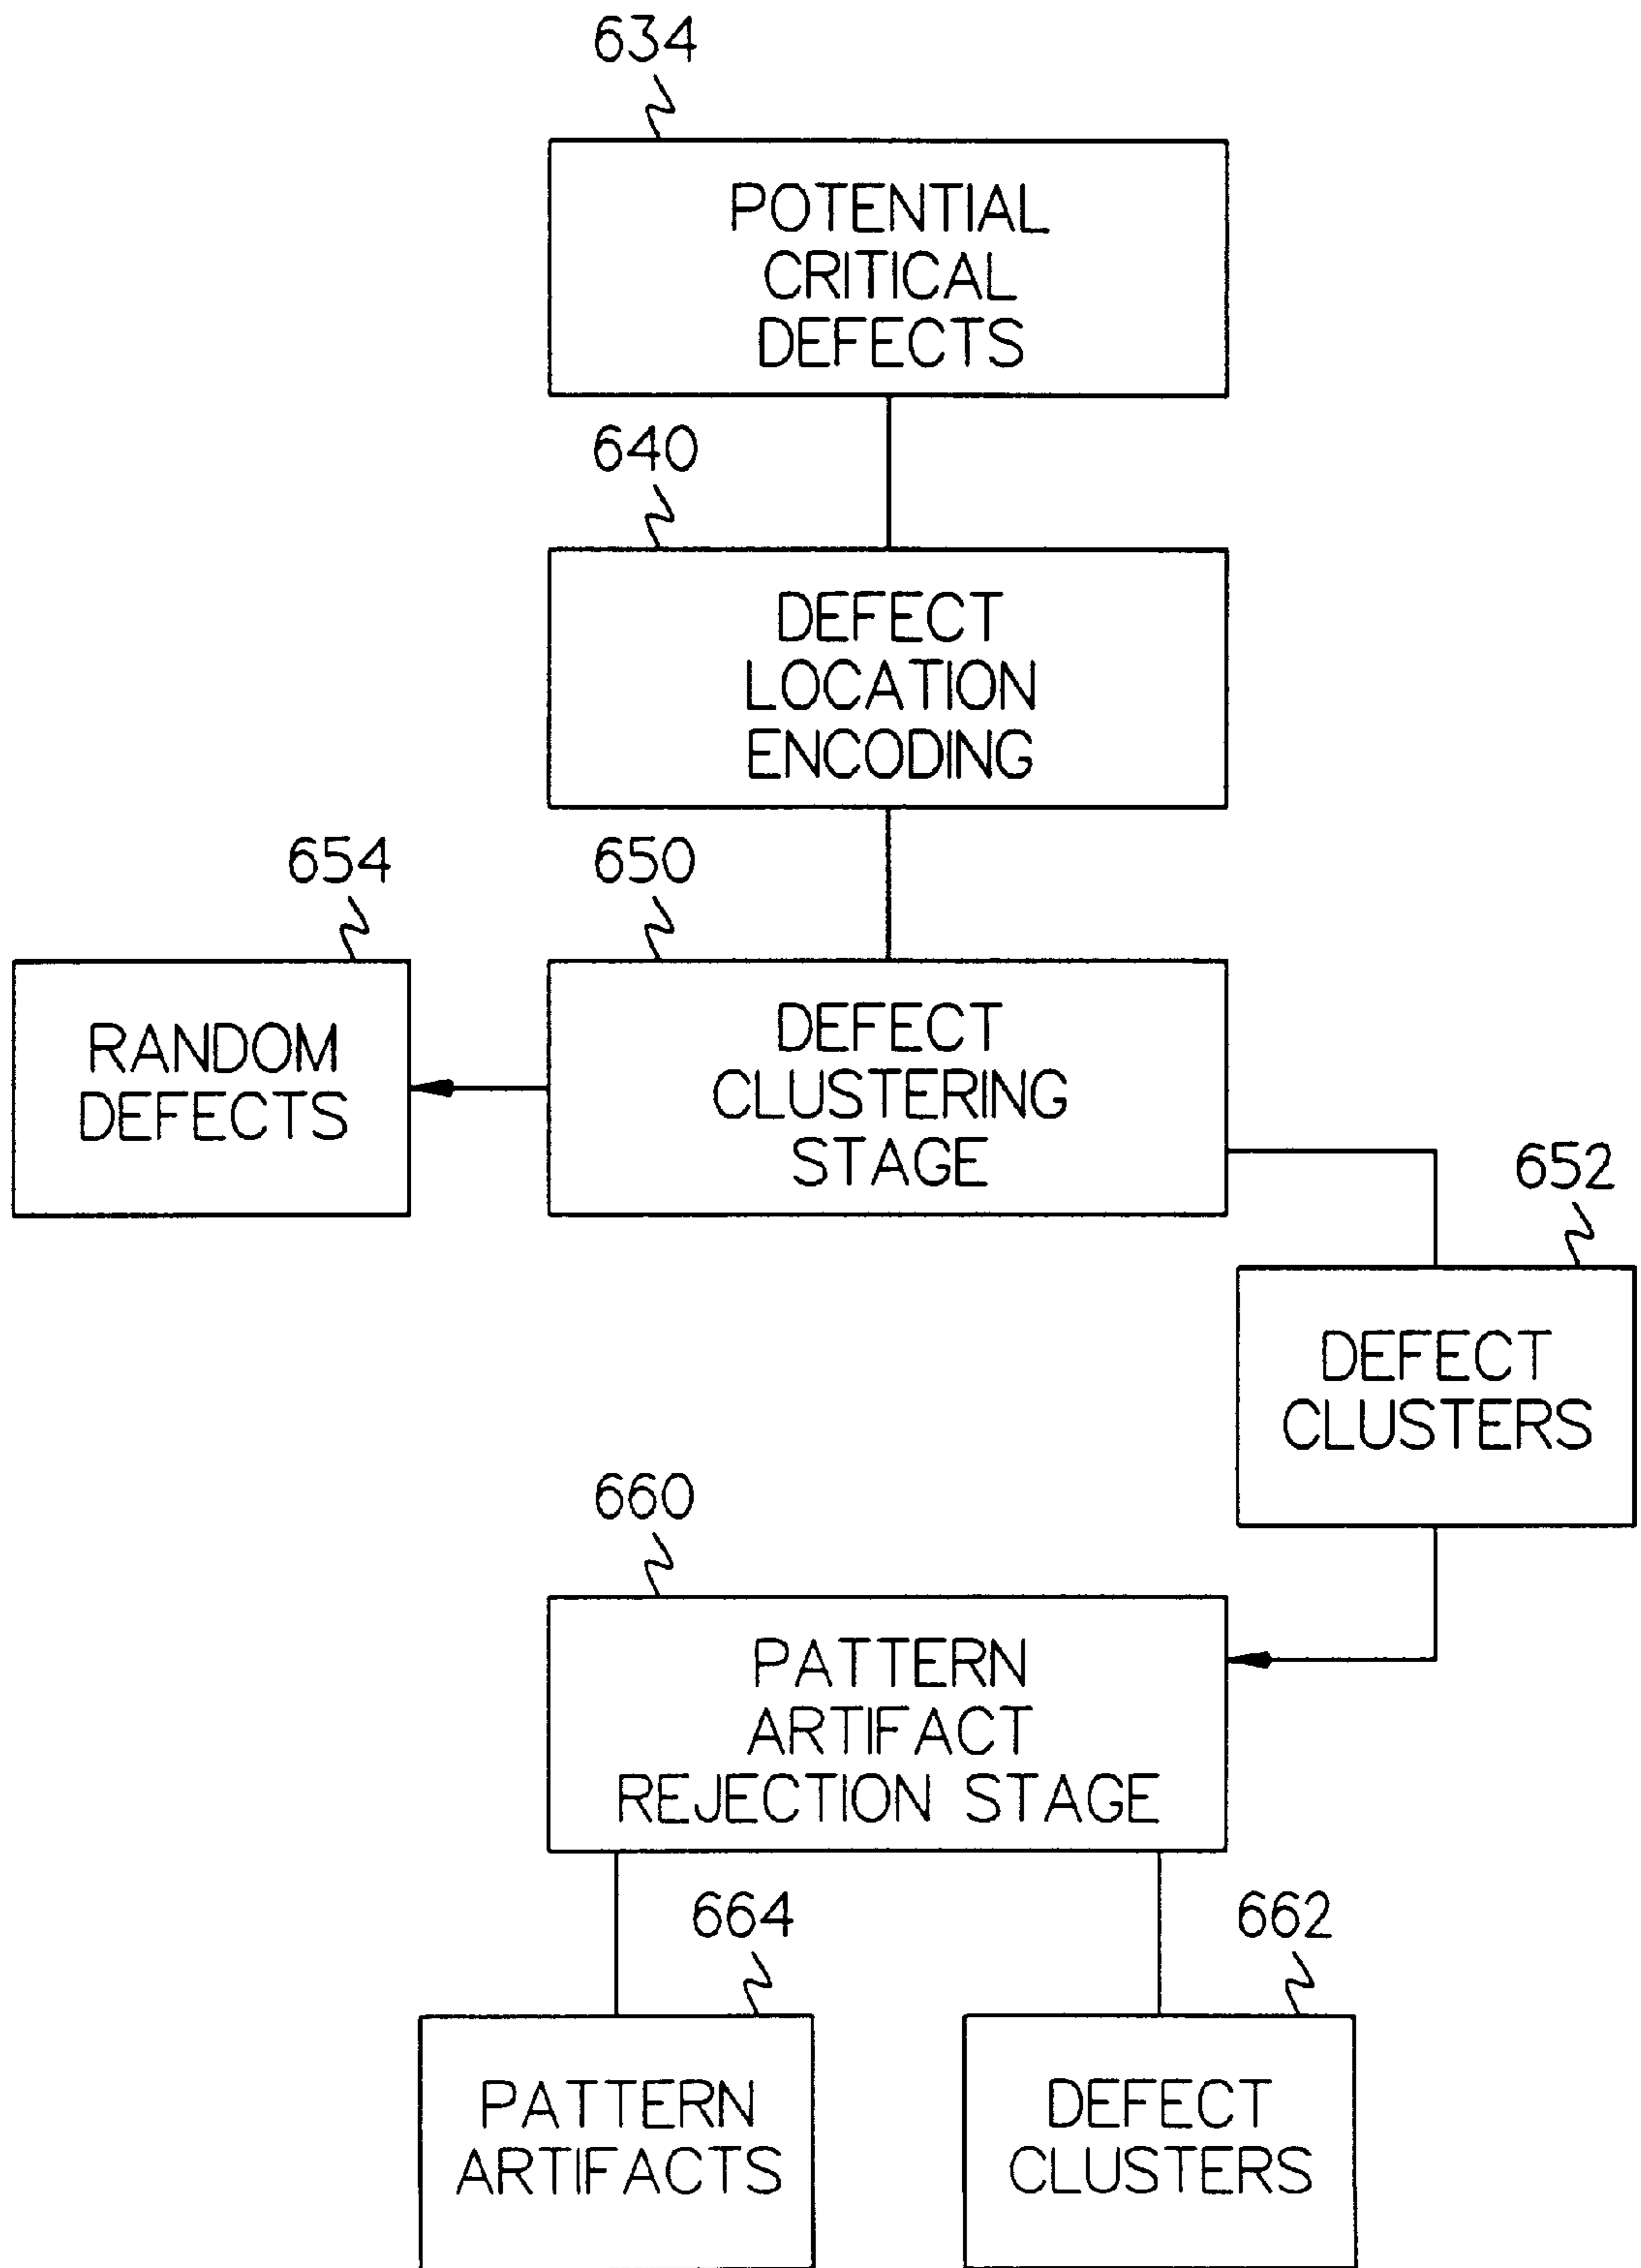 634
POTENTIAL
CRITICAL
DEFECTS
640
DEFECT
LOCATION
ENCODING
654
650
RANDOM
DEFECTS
DEFECT
CLUSTERING
STAGE
652
DEFECT
CLUSTERS
660
PATTERN
ARTIFACT
REJECTION STAGE
664
662
PATTERN
ARTIFACTS
DEFECT
CLUSTERS